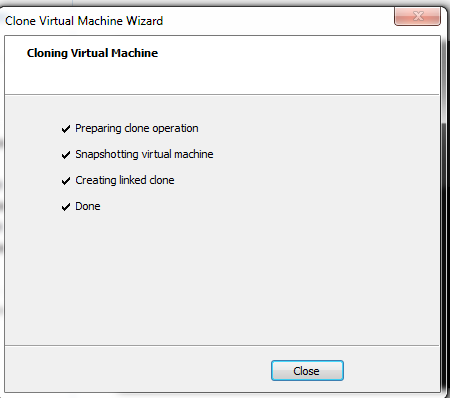 Clone Virtual Machine Wizard
Cloning Virtual Machine
Preparing clone operation
Snapshotting virtual machine
Creating linked clone
Done
Close